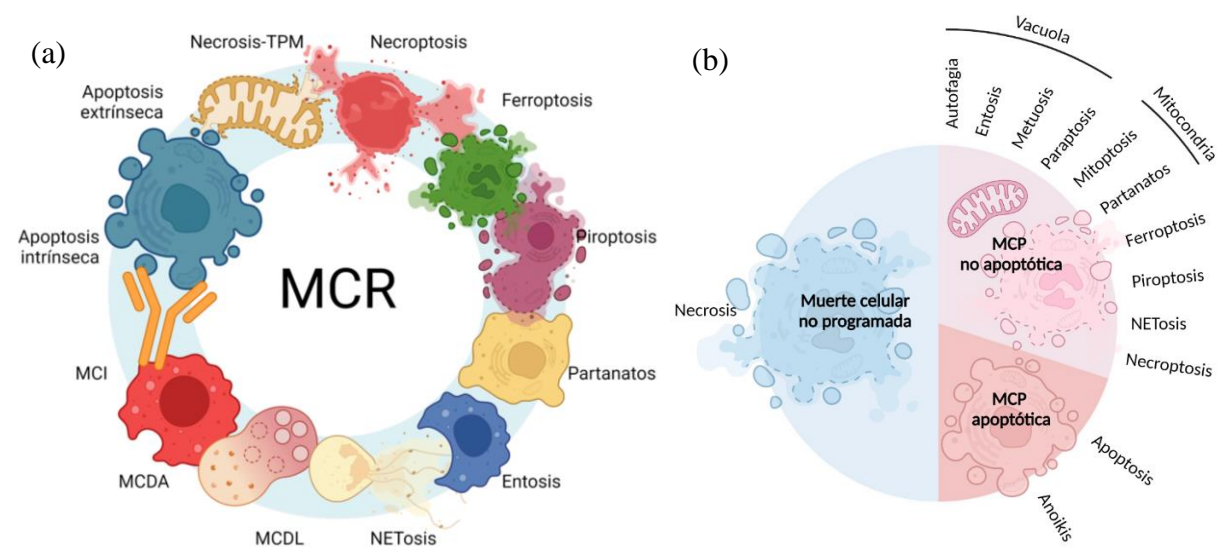 (a)
Necrosis-TPM
Necroptosis
Apoptosis
extrínseca
Ferroptosis
Apoptosis
intrínseca
Piroptosis
MCR
MCI
Partanatos
MCDA
Entosis
MCDL
NETosis
(b)
Vacuola
Mitocondria
Autofagia
Entosis
Metuosis
Paraptosis
Mitoptosis
Partanatos
Ferroptosis
Piroptosis
NETosis
Necroptosis
MCP
no apoptótica
Necrosis
Muerte celular
no programada
MCP
apoptótica
Apoptosis
Anoikis